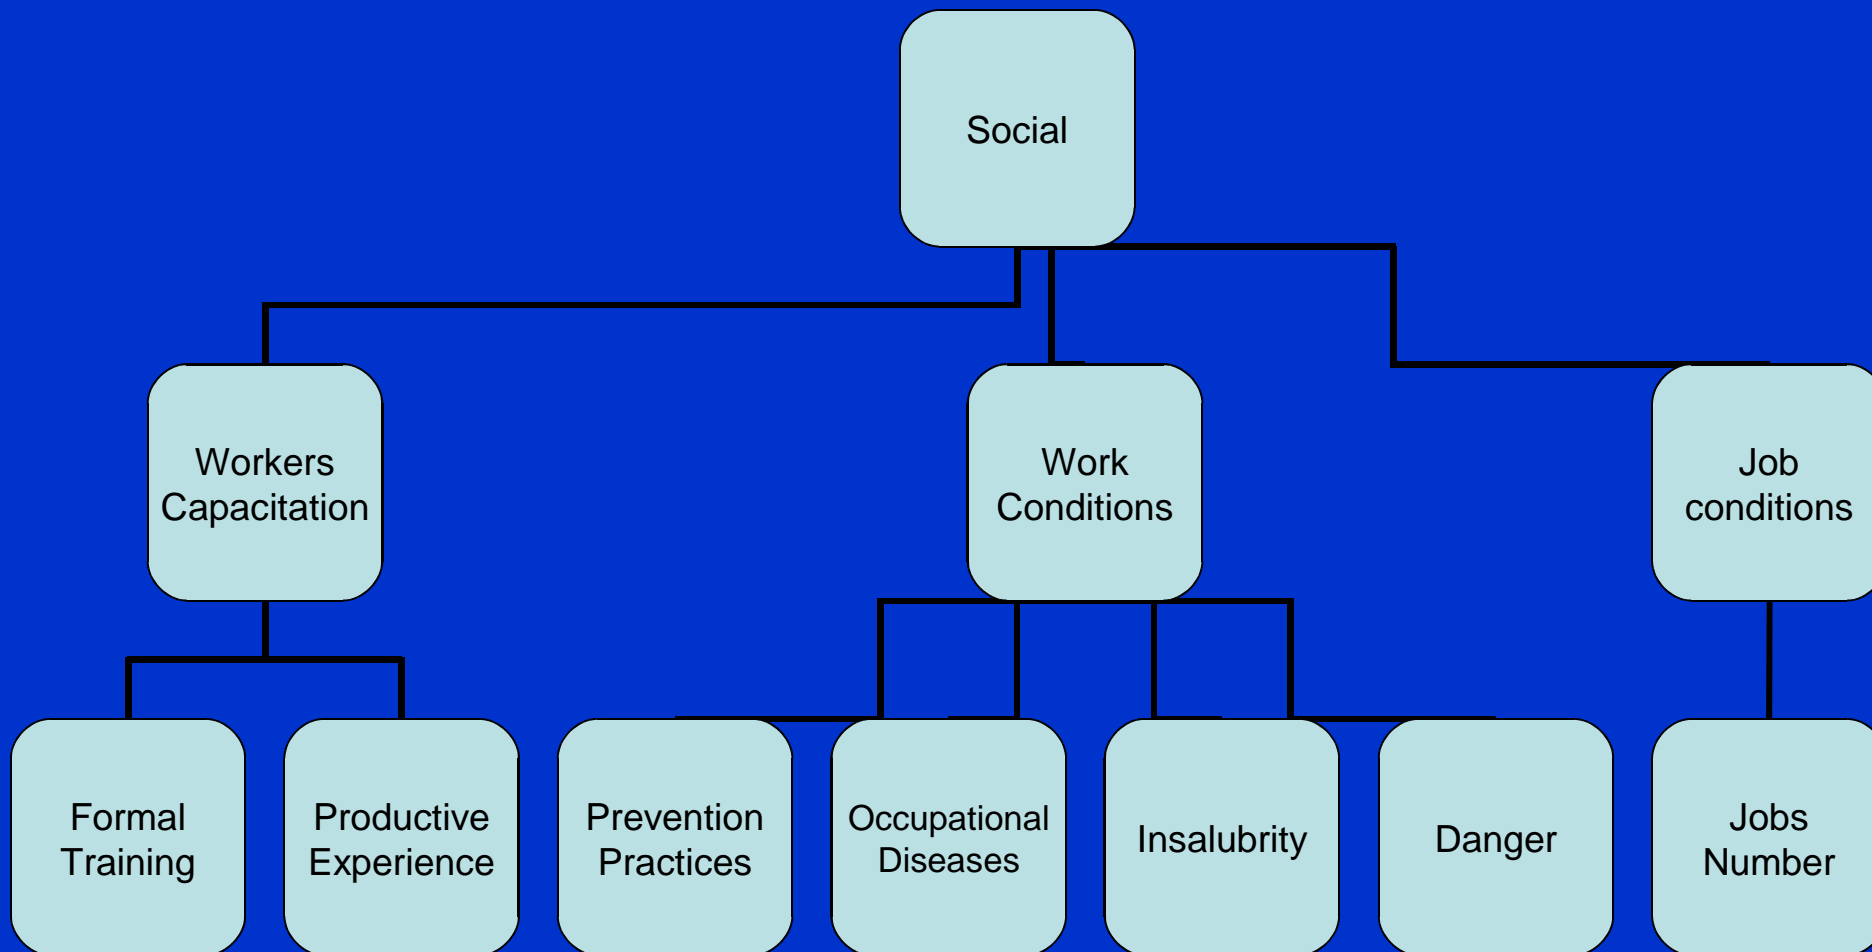 Social
Workers
Capacitation
Work
Conditions
Job
conditions
Formal
Training
Productive
Experience
Prevention
Practices
Occupational
Diseases
Insalubrity
Danger
Jobs
Number